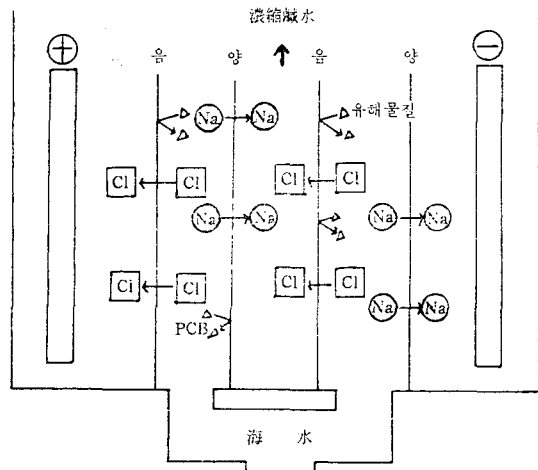 濃縮鹹水
⊕ ⊖
음 양 음 양
Na Na 유해물질
Cl Cl Cl Cl
Na Na Na Na
Cl Cl Cl Cl
Na Na
PCB
海水